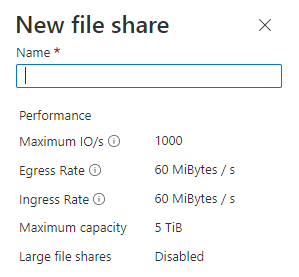 New file share
Name *
Performance
Maximum IO/s 1000
Egress Rate 60 MiBytes / s
Ingress Rate 60 MiBytes / s
Maximum capacity 5 TiB
Large file shares Disabled